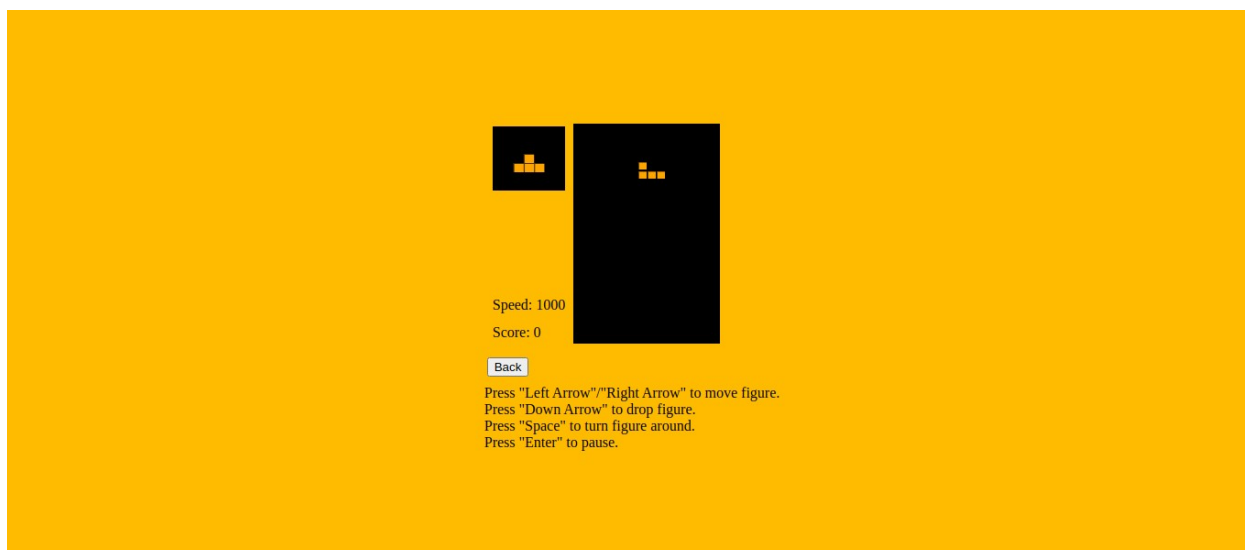 Speed: 1000
Score: 0
Back
Press "Left Arrow"/"Right Arrow" to move figure.
Press "Down Arrow" to drop figure.
Press "Space" to turn figure around.
Press "Enter" to pause.